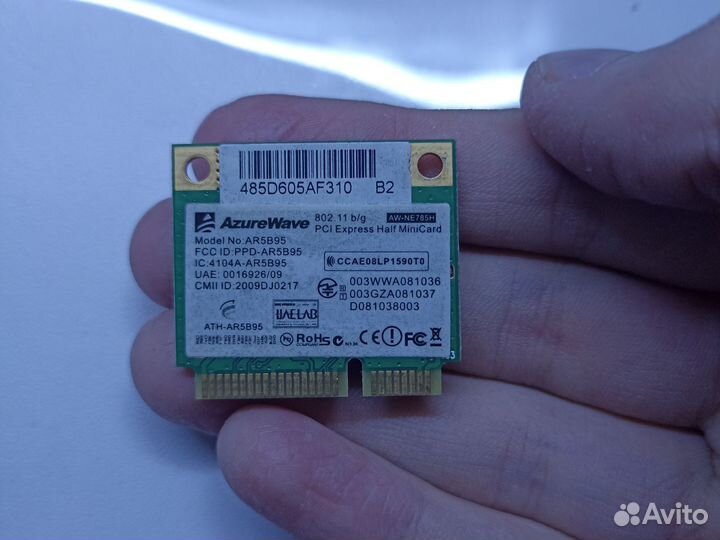 485D605AF310 B2
AzureWave
802.11 b/g AW-NE785H
PCI Express Half MiniCard
Model No:AR5B95
FCC ID:PPD-AR5B95
IC:4104A-AR5B95
UAE: 0016926/09
CMII ID:2009DJ0217
CCAE08LP1590T0
003WWA081036
003GZA081037
D081038003
ATH-AR5B95
UAELAB
RoHS
CE FC
Avito